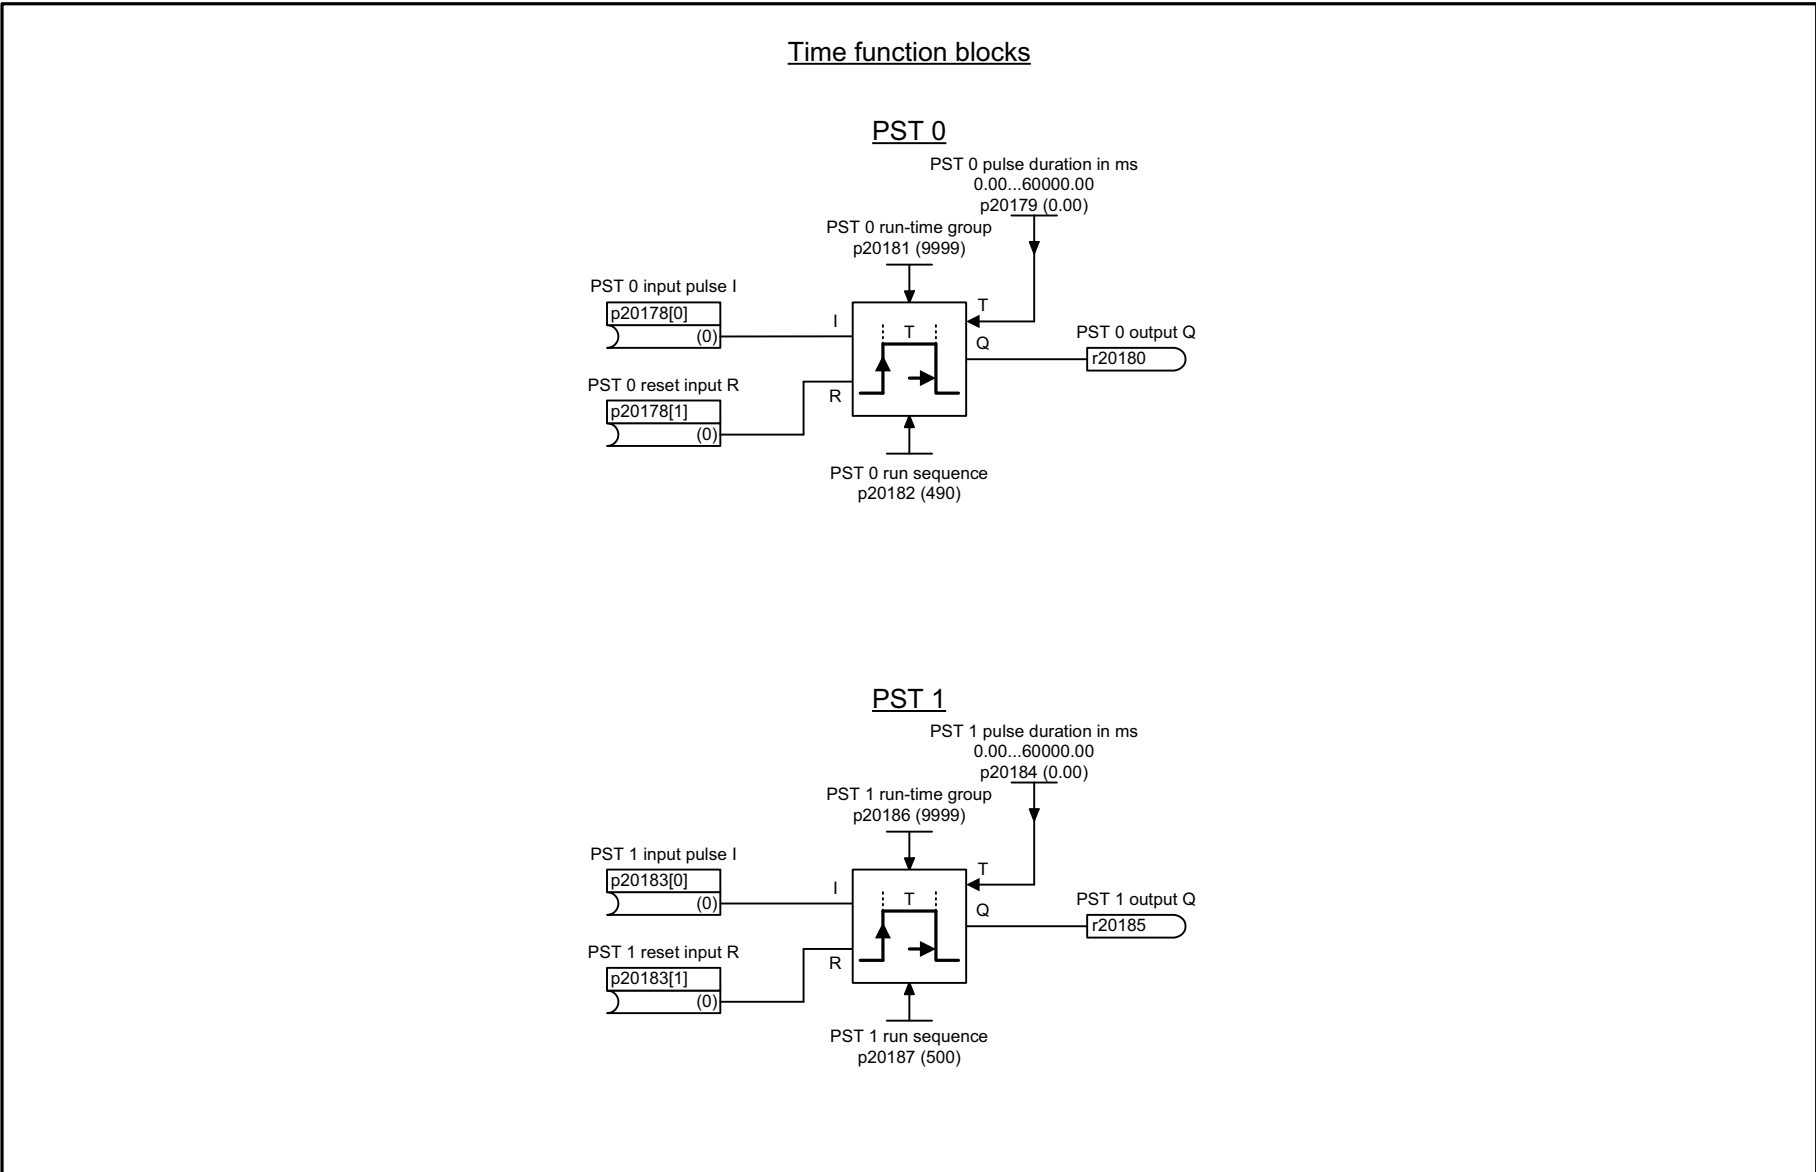 Time function blocks
PST 0
PST 0 pulse duration in ms
0.00...60000.00
p20179 (0.00)
PST 0 run-time group
p20181 (9999)
PST 0 input pulse I
p20178[0]
(0)
I
T
T
Q
PST 0 output Q
r20180
PST 0 reset input R
p20178[1]
(0)
R
PST 0 run sequence
p20182 (490)
PST 1
PST 1 pulse duration in ms
0.00...60000.00
p20184 (0.00)
PST 1 run-time group
p20186 (9999)
PST 1 input pulse I
p20183[0]
(0)
I
T
T
Q
PST 1 output Q
r20185
PST 1 reset input R
p20183[1]
(0)
R
PST 1 run sequence
p20187 (500)